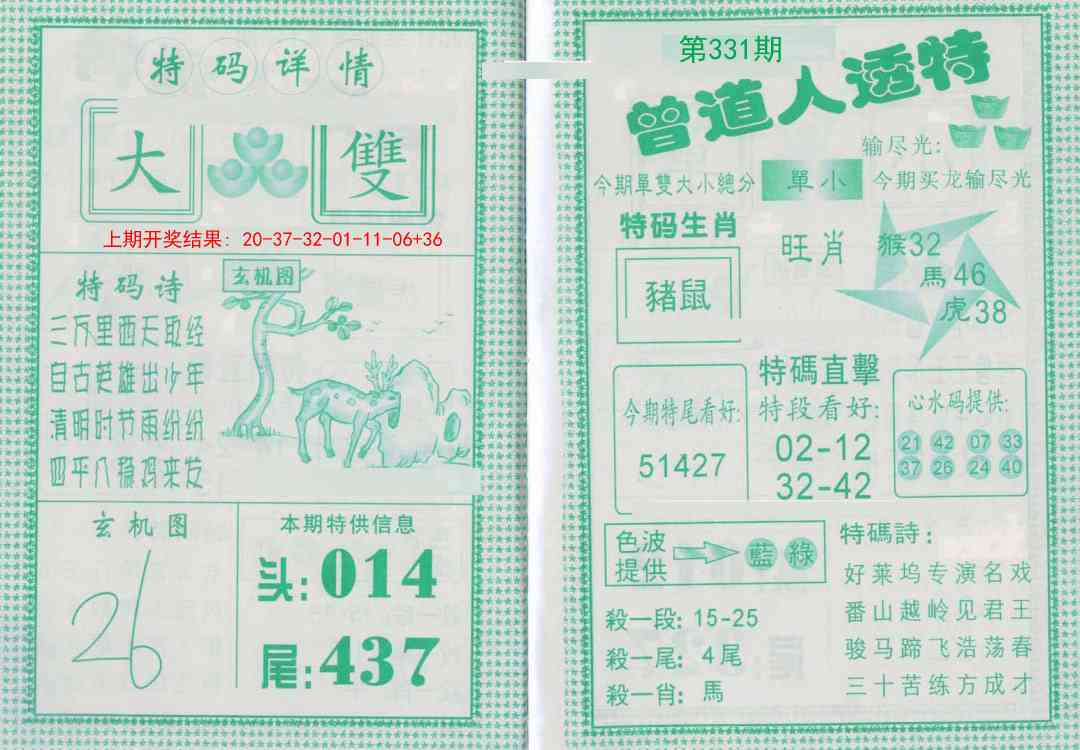 特码详情
大 雙
上期开奖结果：20-37-32-01-11-06+36
特码诗
三万里西天取经
自古英雄出少年
清明时节雨纷纷
四平八稳鸡来发
玄机图
玄机图
26
本期特供信息
头:014
尾:437
第331期
曾道人透特
输尽光:
今期單雙大小總分 單小 今期买龙输尽光
特码生肖
豬鼠
旺肖
猴32
馬46
虎38
今期特尾看好:
51427
特碼直擊
特段看好:
02-12
32-42
心水码提供:
21 42 07 33
37 26 24 40
色波
提供
藍 綠
殺一段: 15-25
殺一尾: 4尾
殺一肖: 馬
特碼詩:
好莱坞专演名戏
番山越岭见君王
骏马蹄飞浩荡春
三十苦练方成才